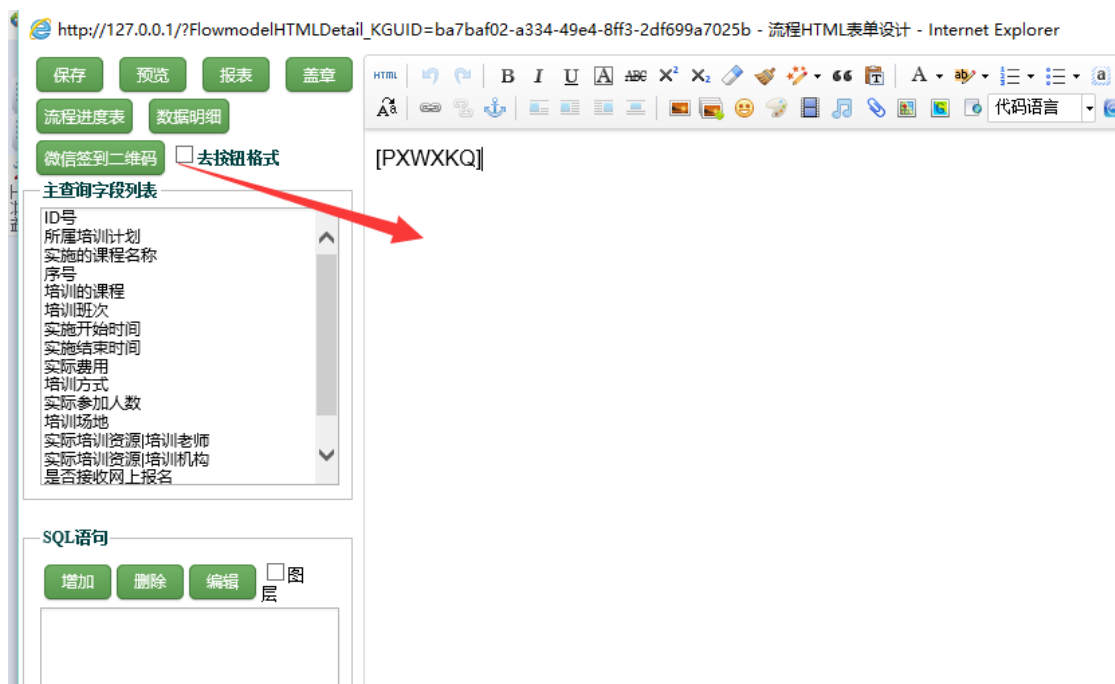 http://127.0.0.1/?FlowmodelHTMLDetail_KGUID=ba7baf02-a334-49e4-8ff3-2df699a7025b - 流程HTML表单设计 - Internet Explorer
保存 预览 报表 盖章
流程进度表 数据明细
微信签到二维码 去按钮格式
HTML B I U A ABC X² X₂ 66 T A ab a
Aa 代码语言
[PXWXKQ]
主查询字段列表
ID号
所属培训计划
实施的课程名称
序号
培训的课程
培训班次
实施开始时间
实施结束时间
实际费用
培训方式
实际参加人数
培训场地
实际培训资源|培训老师
实际培训资源|培训机构
是否接收网上报名
SQL语句
增加 删除 编辑 图
层